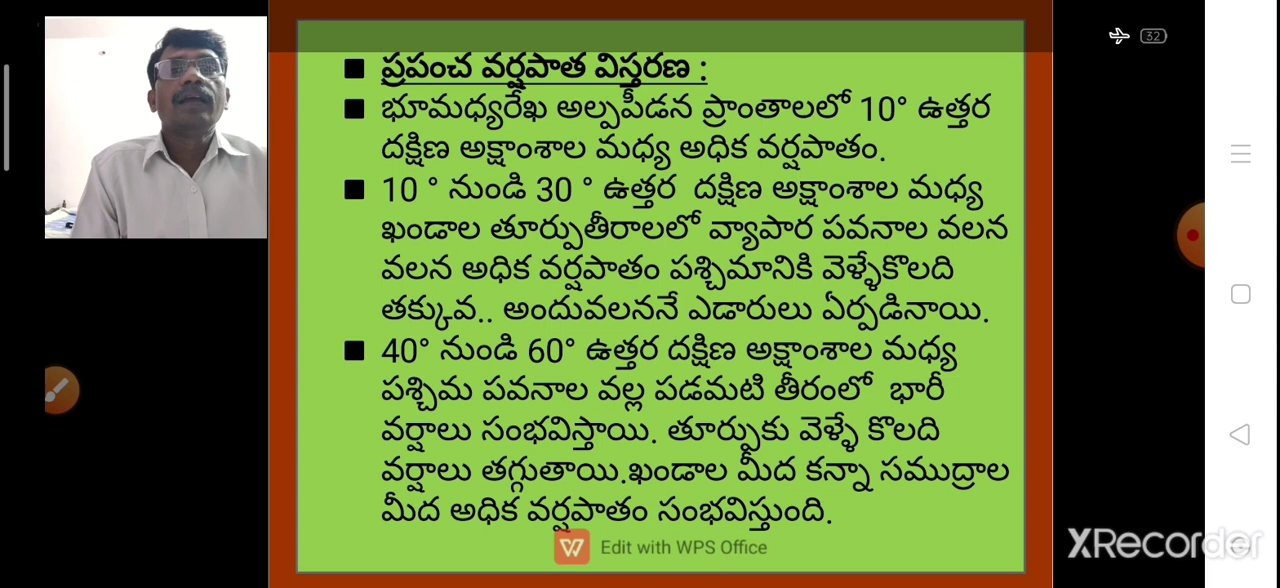 32
■ ప్రపంచ వర్షపాత విస్తరణ :
■ భూమధ్యరేఖ అల్పపీడన ప్రాంతాలలో 10° ఉత్తర
దక్షిణ అక్షాంశాల మధ్య అధిక వర్షపాతం.
■ 10 ° నుండి 30 ° ఉత్తర దక్షిణ అక్షాంశాల మధ్య
ఖండాల తూర్పుతీరాలలో వ్యాపార పవనాల వలన
వలన అధిక వర్షపాతం పశ్చిమానికి వెళ్ళేకొలది
తక్కువ.. అందువలననే ఎడారులు ఏర్పడినాయి.
■ 40° నుండి 60° ఉత్తర దక్షిణ అక్షాంశాల మధ్య
పశ్చిమ పవనాల వల్ల పడమటి తీరంలో భారీ
వర్షాలు సంభవిస్తాయి. తూర్పుకు వెళ్ళే కొలది
వర్షాలు తగ్గుతాయి.ఖండాల మీద కన్నా సముద్రాల
మీద అధిక వర్షపాతం సంభవిస్తుంది.
W Edit with WPS Office
XRecorder